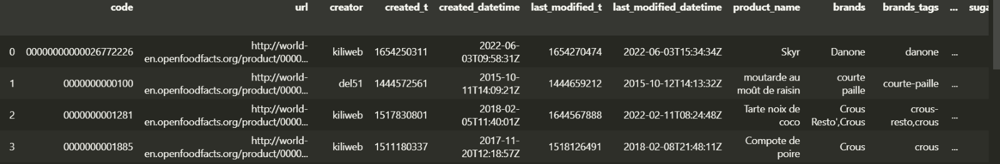 code url creator created_t created_datetime last_modified_t last_modified_datetime product_name brands brands_tags ... suga
http://world- 2022-06-
0 00000000000026772226 kiliweb 1654250311 1654270474 2022-06-03T15:34:34Z Skyr Danone danone ...
en.openfoodfacts.org/product/0000... 03T09:58:31Z
http://world- 2015-10- moutarde au courte
1 0000000000100 del51 1444572561 1444659212 2015-10-12T14:13:32Z courte-paille ...
en.openfoodfacts.org/product/0000... 11T14:09:21Z moût de raisin paille
http://world- 2018-02- Tarte noix de Crous crous-
2 0000000001281 kiliweb 1517830801 1644567888 2022-02-11T08:24:48Z ...
en.openfoodfacts.org/product/0000... 05T11:40:01Z coco Resto',Crous resto,crous
http://world- 2017-11- Compote de
3 0000000001885 kiliweb 1511180337 1518126491 2018-02-08T21:48:11Z Crous crous ...
en.openfoodfacts.org/product/0000... 20T12:18:57Z poire